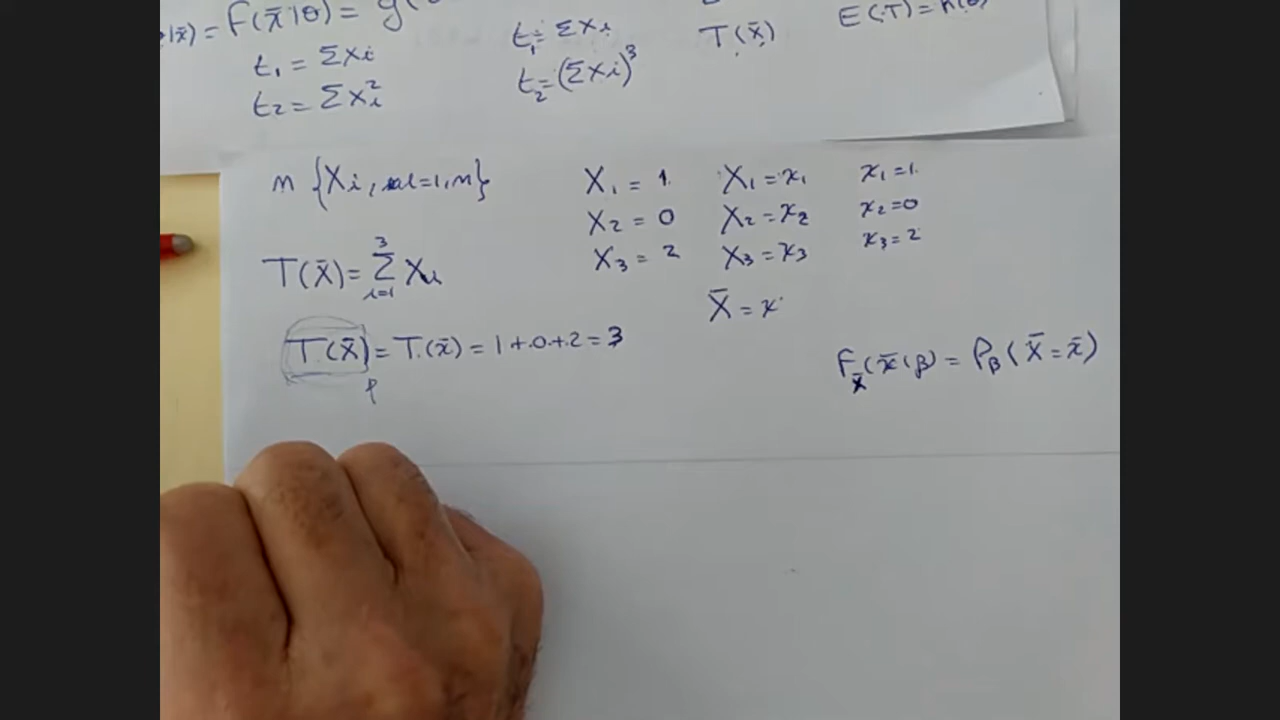 |x̄) = F(x̄|θ) = g(
t₁ = Σxi
t₂ = Σxi²
t₁ = Σxi
t₂ = (Σxi)³
T(x̄)
E(T) =
n {Xi, i=1,n}
X₁ = 1 X₁ = x₁ x₁ = 1
X₂ = 0 X₂ = x₂ x₂ = 0
X₃ = 2 X₃ = x₃ x₃ = 2
T(X̄) = Σ³ᵢ₌₁ Xi
X̄ = x
T(X̄) = T(x̄) = 1+0+2 = 3
F_X̄(x̄|β) = Pβ(X̄ = x̄)